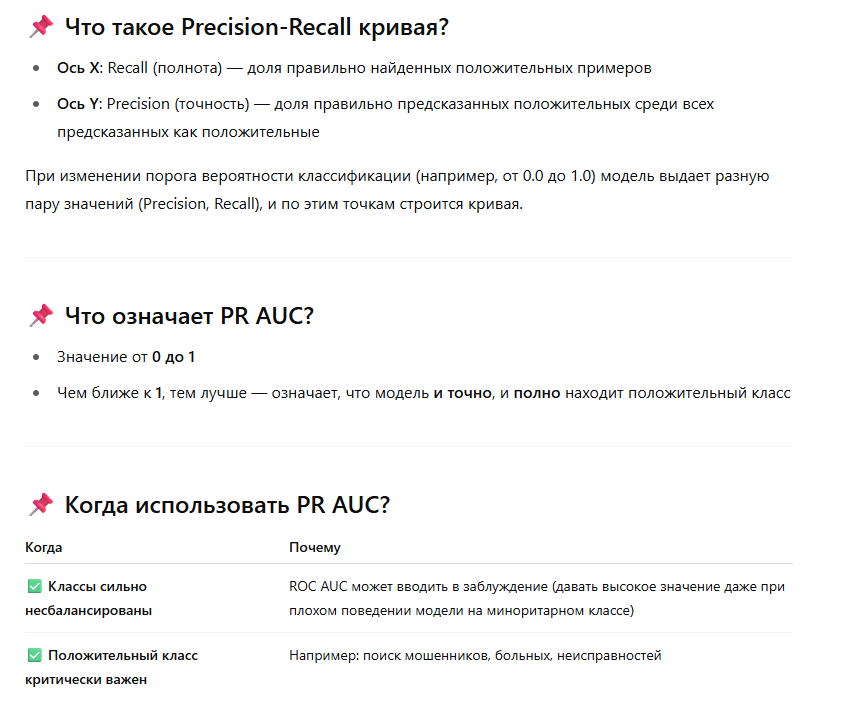 📌 Что такое Precision-Recall кривая?
• Ось X: Recall (полнота) — доля правильно найденных положительных примеров
• Ось Y: Precision (точность) — доля правильно предсказанных положительных среди всех
предсказанных как положительные
При изменении порога вероятности классификации (например, от 0.0 до 1.0) модель выдает разную
пару значений (Precision, Recall), и по этим точкам строится кривая.
📌 Что означает PR AUC?
• Значение от 0 до 1
• Чем ближе к 1, тем лучше — означает, что модель и точно, и полно находит положительный класс
📌 Когда использовать PR AUC?
Когда Почему
✅ Классы сильно
несбалансированы
ROC AUC может вводить в заблуждение (давать высокое значение даже при
плохом поведении модели на миноритарном классе)
✅ Положительный класс
критически важен
Например: поиск мошенников, больных, неисправностей